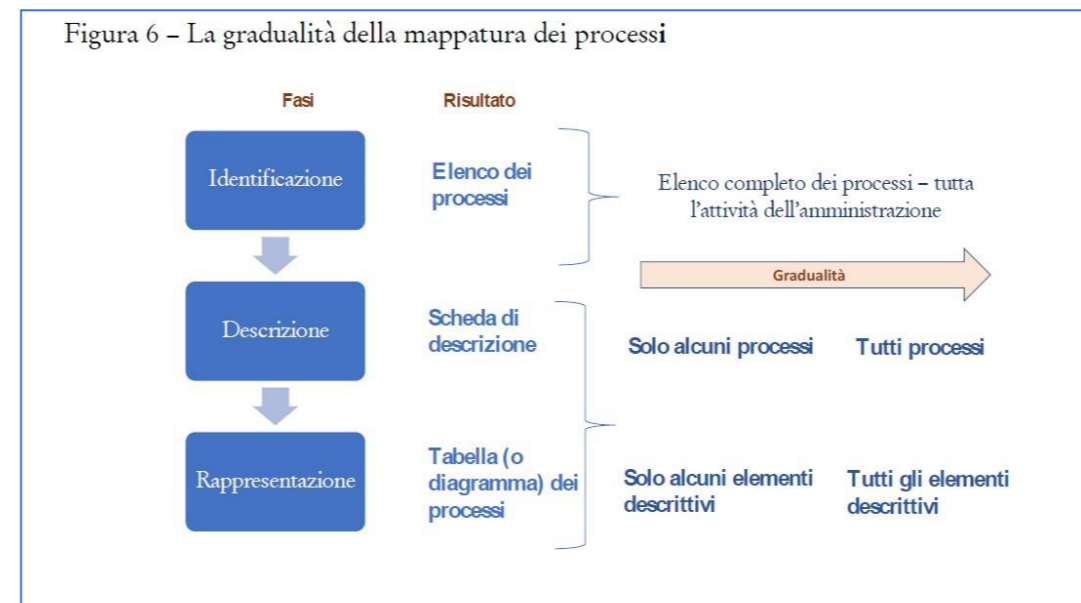 Figura 6 – La gradualità della mappatura dei processi
Fasi
Risultato
Identificazione
Elenco dei
processi
Elenco completo dei processi – tutta
l'attività dell'amministrazione
Gradualità
Descrizione
Scheda di
descrizione
Solo alcuni processi
Tutti processi
Rappresentazione
Tabella (o
diagramma) dei
processi
Solo alcuni elementi
descrittivi
Tutti gli elementi
descrittivi